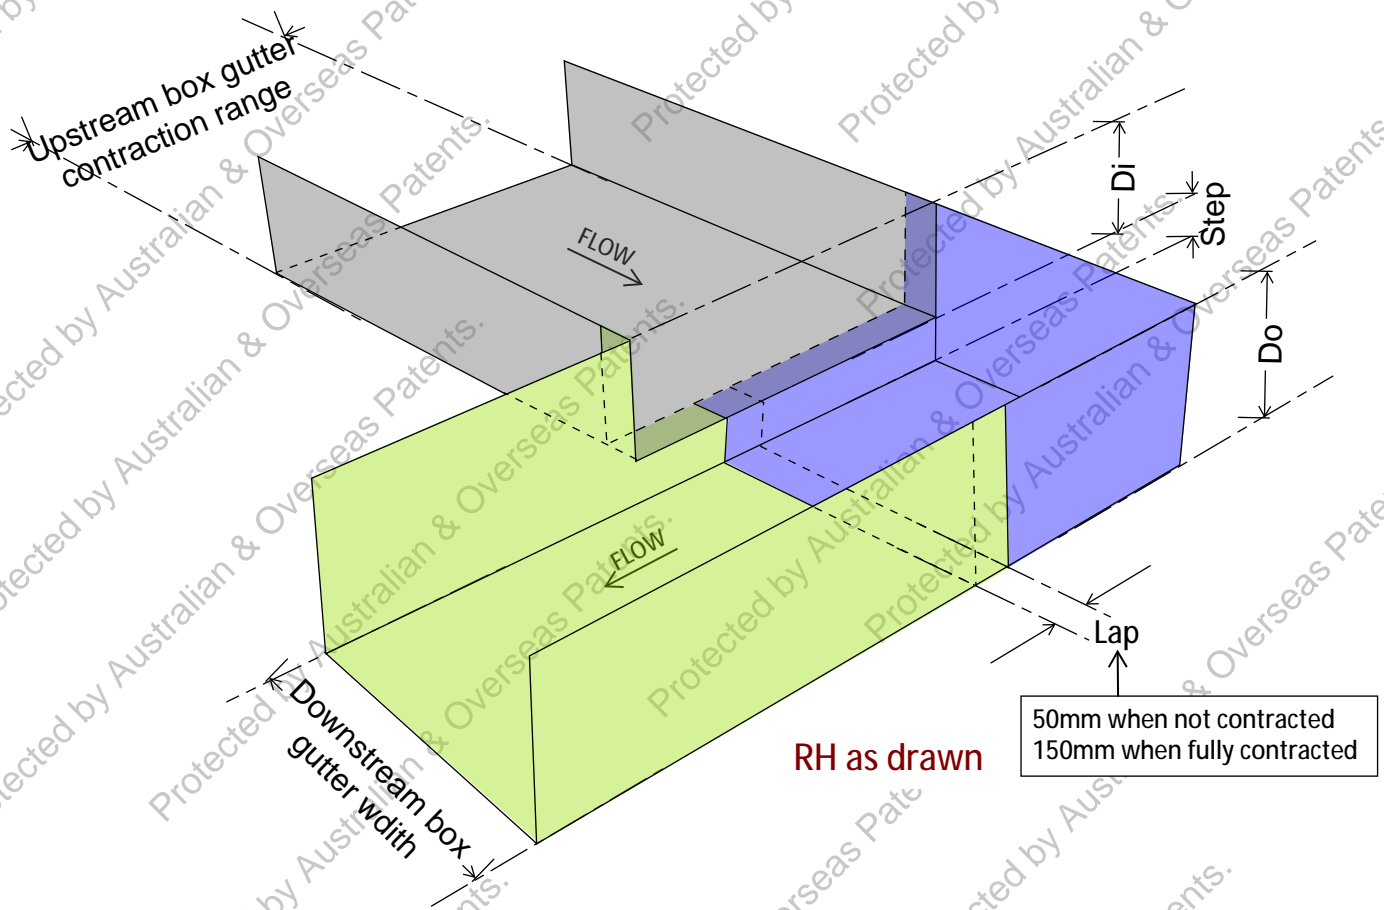 Upstream box gutter
contraction range
FLOW
Di
Step
Do
FLOW
Lap
50mm when not contracted
150mm when fully contracted
RH as drawn
Downstream box
gutter wdith
Protected by Australian & Overseas Patents.